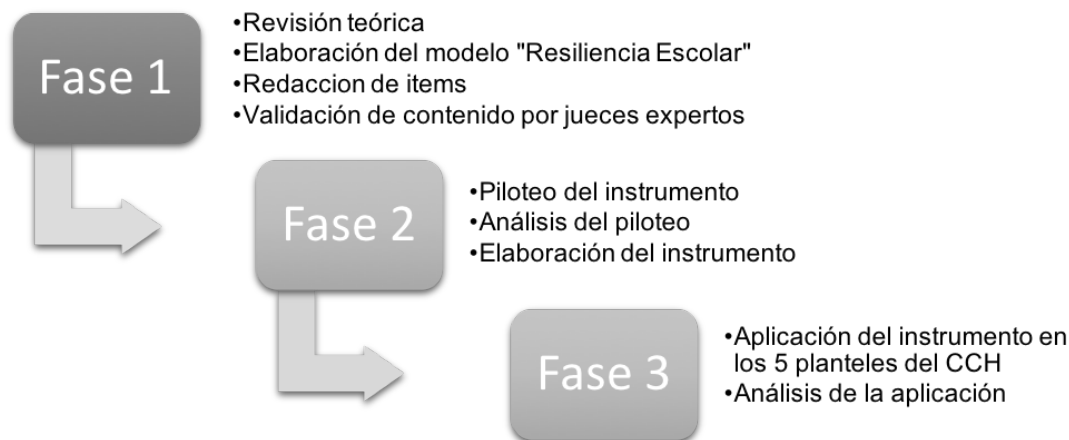 Fase 1
•Revisión teórica
•Elaboración del modelo "Resiliencia Escolar"
•Redaccion de items
•Validación de contenido por jueces expertos
Fase 2
•Piloteo del instrumento
•Análisis del piloteo
•Elaboración del instrumento
Fase 3
•Aplicación del instrumento en
los 5 planteles del CCH
•Análisis de la aplicación